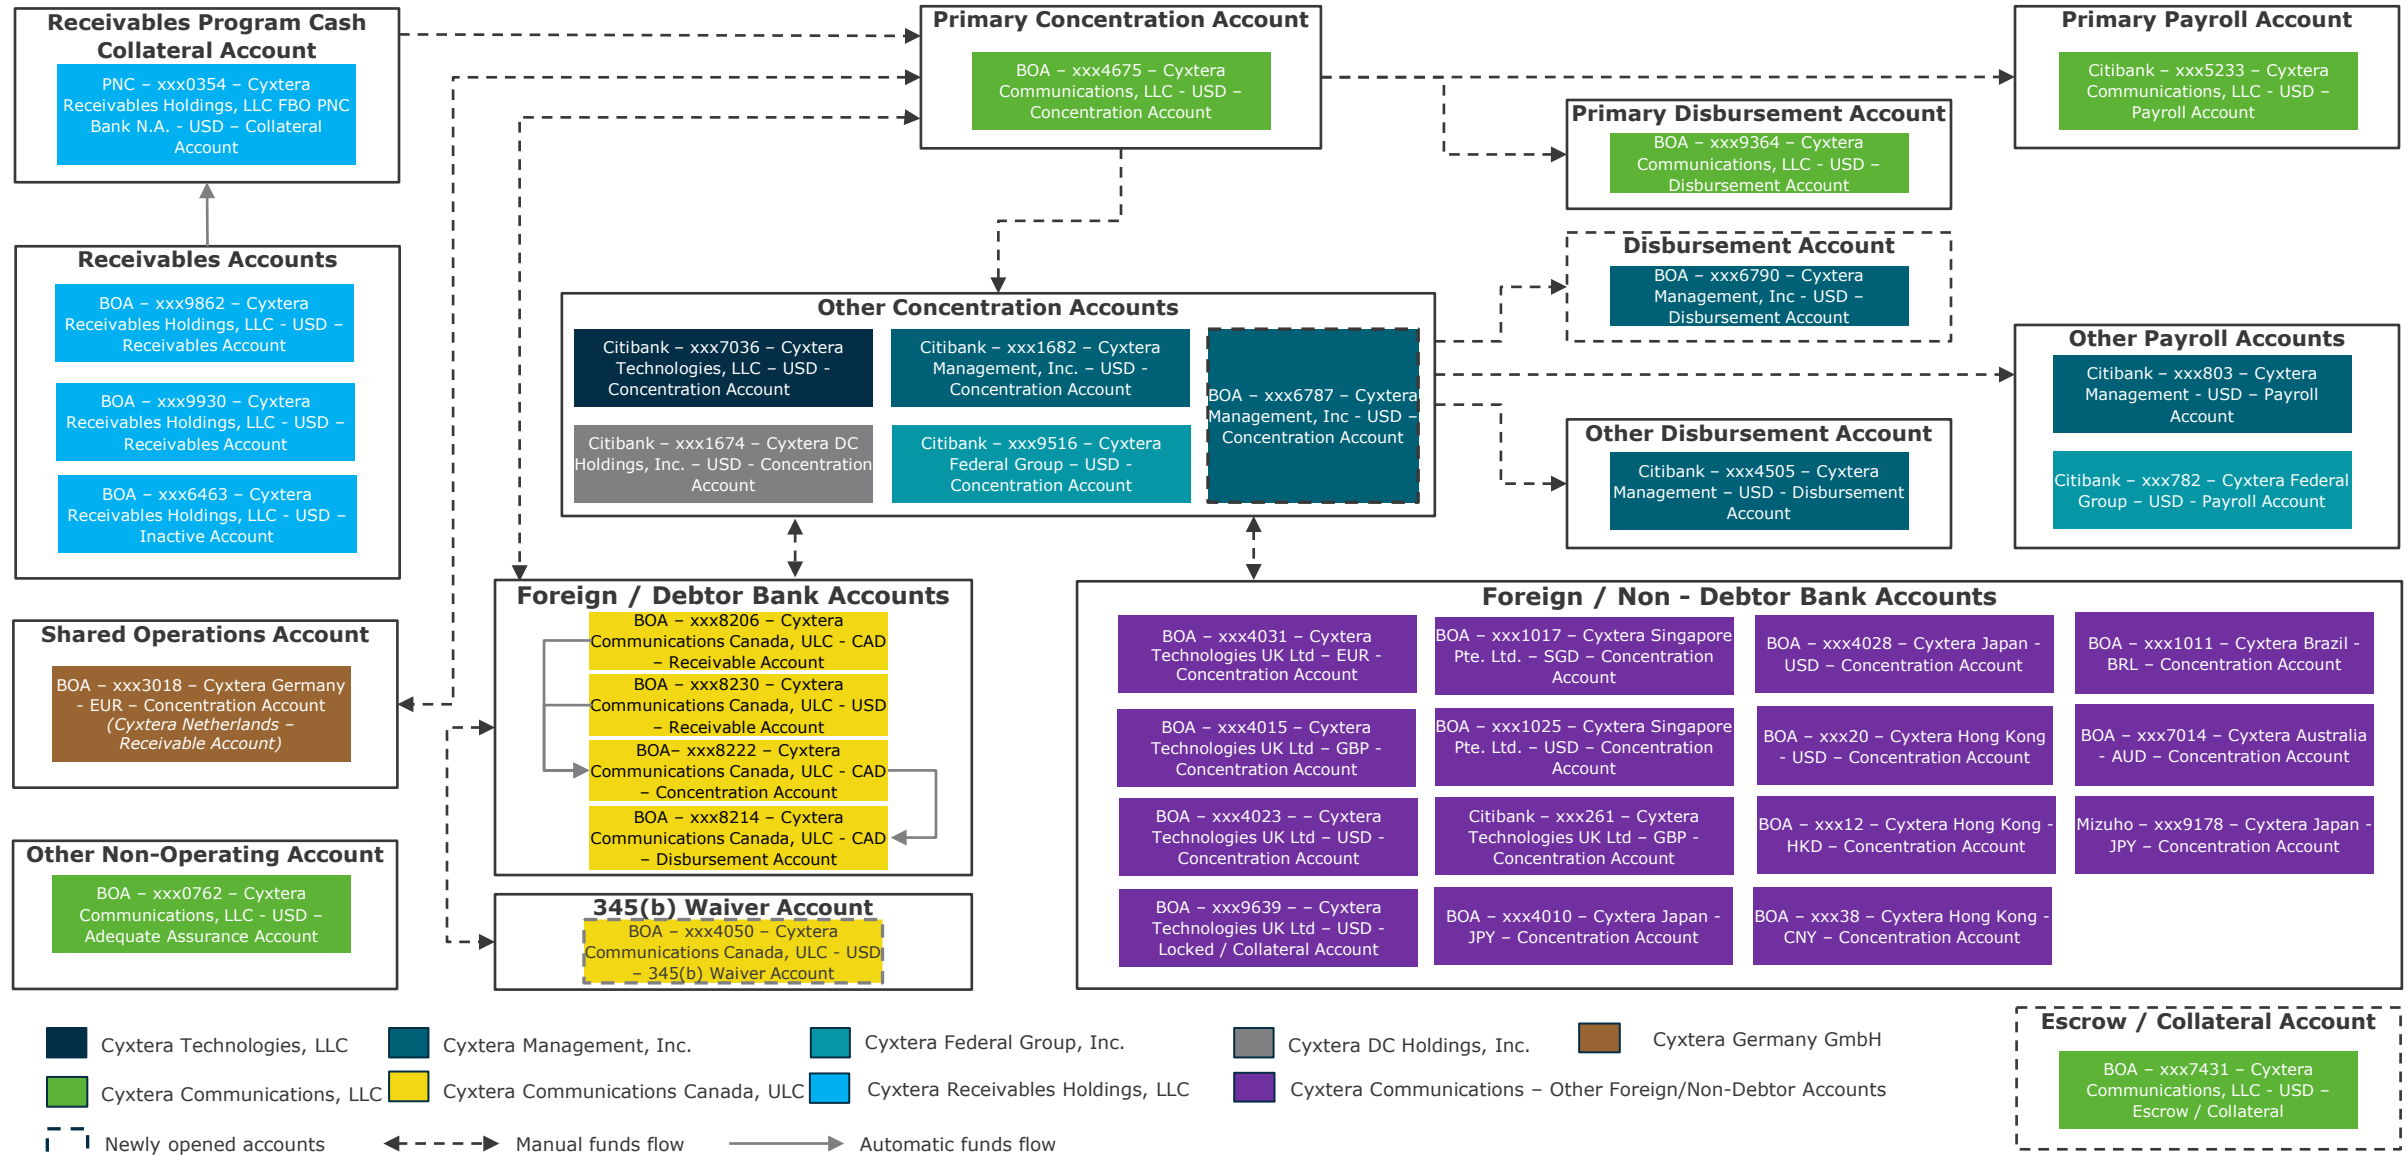 Receivables Program Cash
Collateral Account
PNC – xxx0354 – Cyxtera
Receivables Holdings, LLC FBO PNC
Bank N.A. - USD – Collateral
Account
Primary Concentration Account
BOA – xxx4675 – Cyxtera
Communications, LLC - USD –
Concentration Account
Primary Payroll Account
Citibank – xxx5233 – Cyxtera
Communications, LLC - USD –
Payroll Account
Primary Disbursement Account
BOA – xxx9364 – Cyxtera
Communications, LLC - USD –
Disbursement Account
Receivables Accounts
BOA – xxx9862 – Cyxtera
Receivables Holdings, LLC - USD –
Receivables Account
BOA – xxx9930 – Cyxtera
Receivables Holdings, LLC - USD –
Receivables Account
BOA – xxx6463 – Cyxtera
Receivables Holdings, LLC - USD –
Inactive Account
Disbursement Account
BOA – xxx6790 – Cyxtera
Management, Inc - USD –
Disbursement Account
Other Concentration Accounts
Citibank – xxx7036 – Cyxtera
Technologies, LLC – USD -
Concentration Account
Citibank – xxx1682 – Cyxtera
Management, Inc. – USD -
Concentration Account
BOA – xxx6787 – Cyxtera
Management, Inc - USD –
Concentration Account
Citibank – xxx1674 – Cyxtera DC
Holdings, Inc. – USD - Concentration
Account
Citibank – xxx9516 – Cyxtera
Federal Group – USD -
Concentration Account
Other Payroll Accounts
Citibank – xxx803 – Cyxtera
Management - USD – Payroll
Account
Citibank – xxx782 – Cyxtera Federal
Group – USD - Payroll Account
Other Disbursement Account
Citibank – xxx4505 – Cyxtera
Management – USD - Disbursement
Account
Shared Operations Account
BOA – xxx3018 – Cyxtera Germany
- EUR – Concentration Account
(Cyxtera Netherlands –
Receivable Account)
Foreign / Debtor Bank Accounts
BOA – xxx8206 – Cyxtera
Communications Canada, ULC - CAD
– Receivable Account
BOA – xxx8230 – Cyxtera
Communications Canada, ULC - USD
– Receivable Account
BOA– xxx8222 – Cyxtera
Communications Canada, ULC - CAD
– Concentration Account
BOA – xxx8214 – Cyxtera
Communications Canada, ULC - CAD
– Disbursement Account
Foreign / Non - Debtor Bank Accounts
BOA – xxx4031 – Cyxtera
Technologies UK Ltd – EUR -
Concentration Account
BOA – xxx1017 – Cyxtera Singapore
Pte. Ltd. – SGD – Concentration
Account
BOA – xxx4028 – Cyxtera Japan -
USD – Concentration Account
BOA – xxx1011 – Cyxtera Brazil -
BRL – Concentration Account
BOA – xxx4015 – Cyxtera
Technologies UK Ltd – GBP -
Concentration Account
BOA – xxx1025 – Cyxtera Singapore
Pte. Ltd. – USD – Concentration
Account
BOA – xxx20 – Cyxtera Hong Kong
- USD – Concentration Account
BOA – xxx7014 – Cyxtera Australia
- AUD – Concentration Account
BOA – xxx4023 – – Cyxtera
Technologies UK Ltd – USD -
Concentration Account
Citibank – xxx261 – Cyxtera
Technologies UK Ltd – GBP -
Concentration Account
BOA – xxx12 – Cyxtera Hong Kong -
HKD – Concentration Account
Mizuho – xxx9178 – Cyxtera Japan -
JPY – Concentration Account
BOA – xxx9639 – – Cyxtera
Technologies UK Ltd – USD -
Locked / Collateral Account
BOA – xxx4010 – Cyxtera Japan -
JPY – Concentration Account
BOA – xxx38 – Cyxtera Hong Kong -
CNY – Concentration Account
Other Non-Operating Account
BOA – xxx0762 – Cyxtera
Communications, LLC - USD –
Adequate Assurance Account
345(b) Waiver Account
BOA – xxx4050 – Cyxtera
Communications Canada, ULC - USD
– 345(b) Waiver Account
Escrow / Collateral Account
BOA – xxx7431 – Cyxtera
Communications, LLC - USD –
Escrow / Collateral
Cyxtera Technologies, LLC
Cyxtera Management, Inc.
Cyxtera Federal Group, Inc.
Cyxtera DC Holdings, Inc.
Cyxtera Germany GmbH
Cyxtera Communications, LLC
Cyxtera Communications Canada, ULC
Cyxtera Receivables Holdings, LLC
Cyxtera Communications – Other Foreign/Non-Debtor Accounts
Newly opened accounts
Manual funds flow
Automatic funds flow